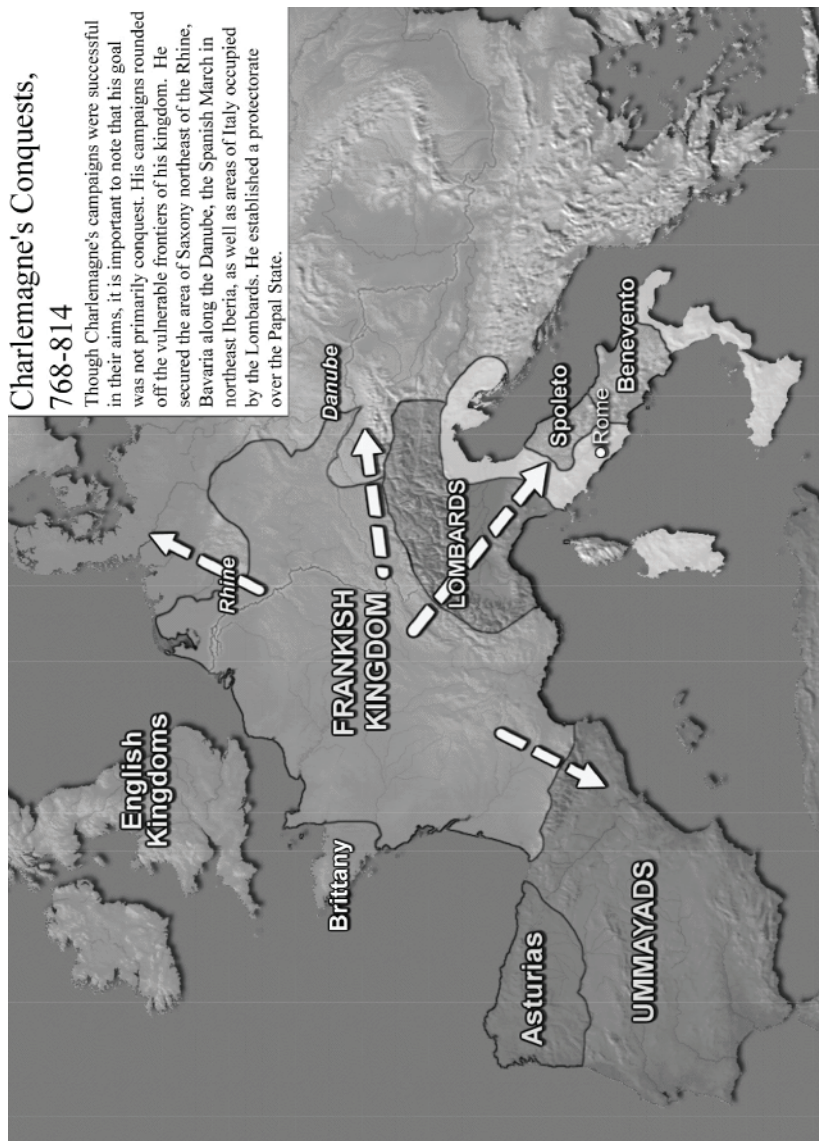 Charlemagne's Conquests,
768-814
Though Charlemagne's campaigns were successful
in their aims, it is important to note that his goal
was not primarily conquest. His campaigns rounded
off the vulnerable frontiers of his kingdom. He
secured the area of Saxony northeast of the Rhine,
Bavaria along the Danube, the Spanish March in
northeast Iberia, as well as areas of Italy occupied
by the Lombards. He established a protectorate
over the Papal State.
English
Kingdoms
Rhine
Brittany
Danube
FRANKISH
KINGDOM
LOMBARDS
Asturias
Spoleto
Rome
Benevento
UMMAYADS